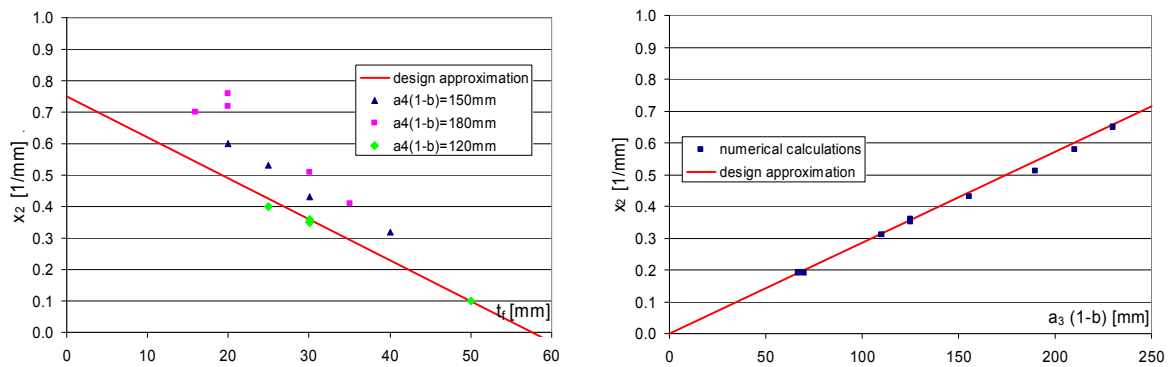 1.0
0.9
0.8
0.7
0.6
0.5
0.4
0.3
0.2
0.1
0.0
x2 [1/mm] .
design approximation
a4(1-b)=150mm
a4(1-b)=180mm
a4(1-b)=120mm
tf [mm]
0 10 20 30 40 50 60
1.0
0.9
0.8
0.7
0.6
0.5
0.4
0.3
0.2
0.1
0.0
x2 [1/mm]
numerical calculations
design approximation
a3 (1-b) [mm]
0 50 100 150 200 250